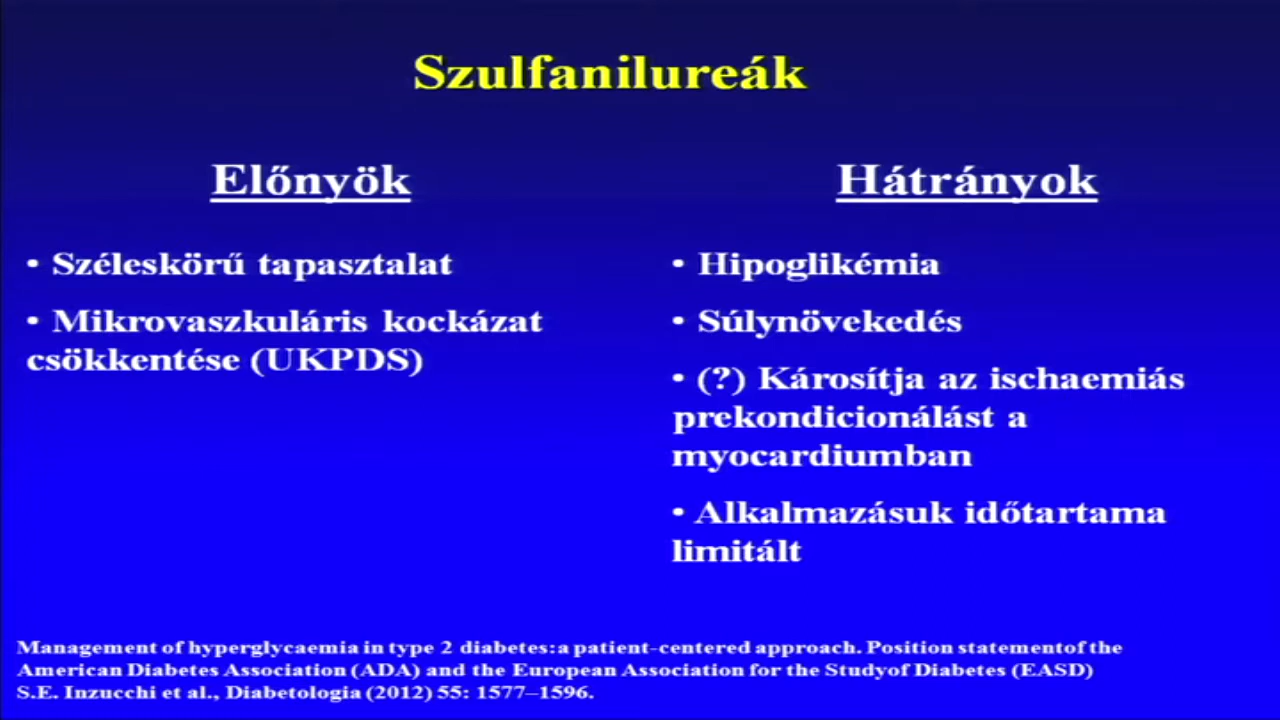 Szulfanilureák
Előnyök
• Széleskörű tapasztalat
• Mikrovaszkuláris kockázat
csökkentése (UKPDS)
Hátrányok
• Hipoglikémia
• Súlynövekedés
• (?) Károsítja az ischaemiás
prekondicionálást a
myocardiumban
• Alkalmazásuk időtartama
limitált
Management of hyperglycaemia in type 2 diabetes: a patient-centered approach. Position statementof the
American Diabetes Association (ADA) and the European Association for the Studyof Diabetes (EASD)
S.E. Inzucchi et al., Diabetologia (2012) 55: 1577–1596.